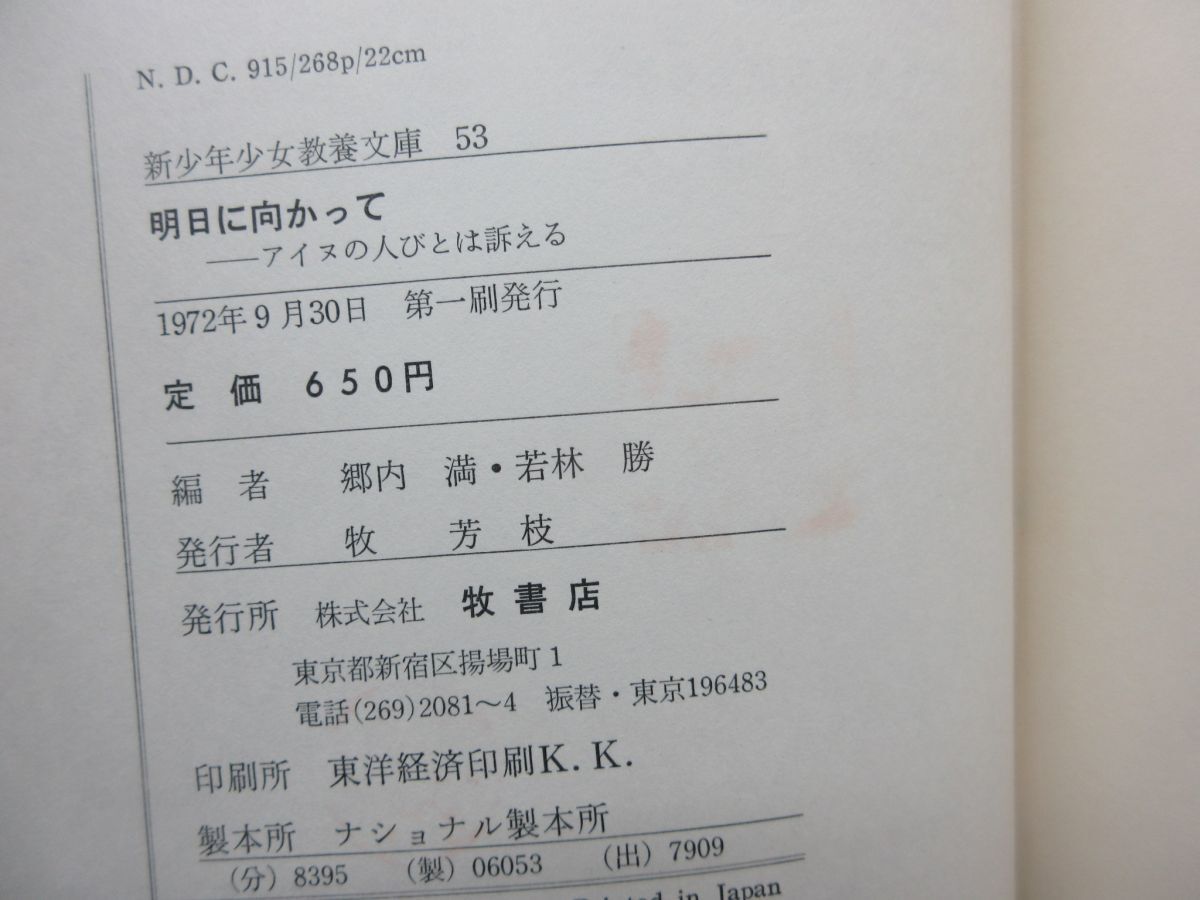 N. D. C. 915/268p/22cm
新少年少女教養文庫 53
明日に向かって
——アイヌの人びとは訴える
1972年9月30日 第一刷発行
定 価 650円
編 者 郷内 満・若林 勝
発行者 牧 芳 枝
発行所 株式会社 牧書店
東京都新宿区揚場町1
電話(269)2081〜4 振替・東京196483
印刷所 東洋経済印刷K. K.
製本所 ナショナル製本所
(分) 8395 (製) 06053 (出) 7909
Printed in Japan